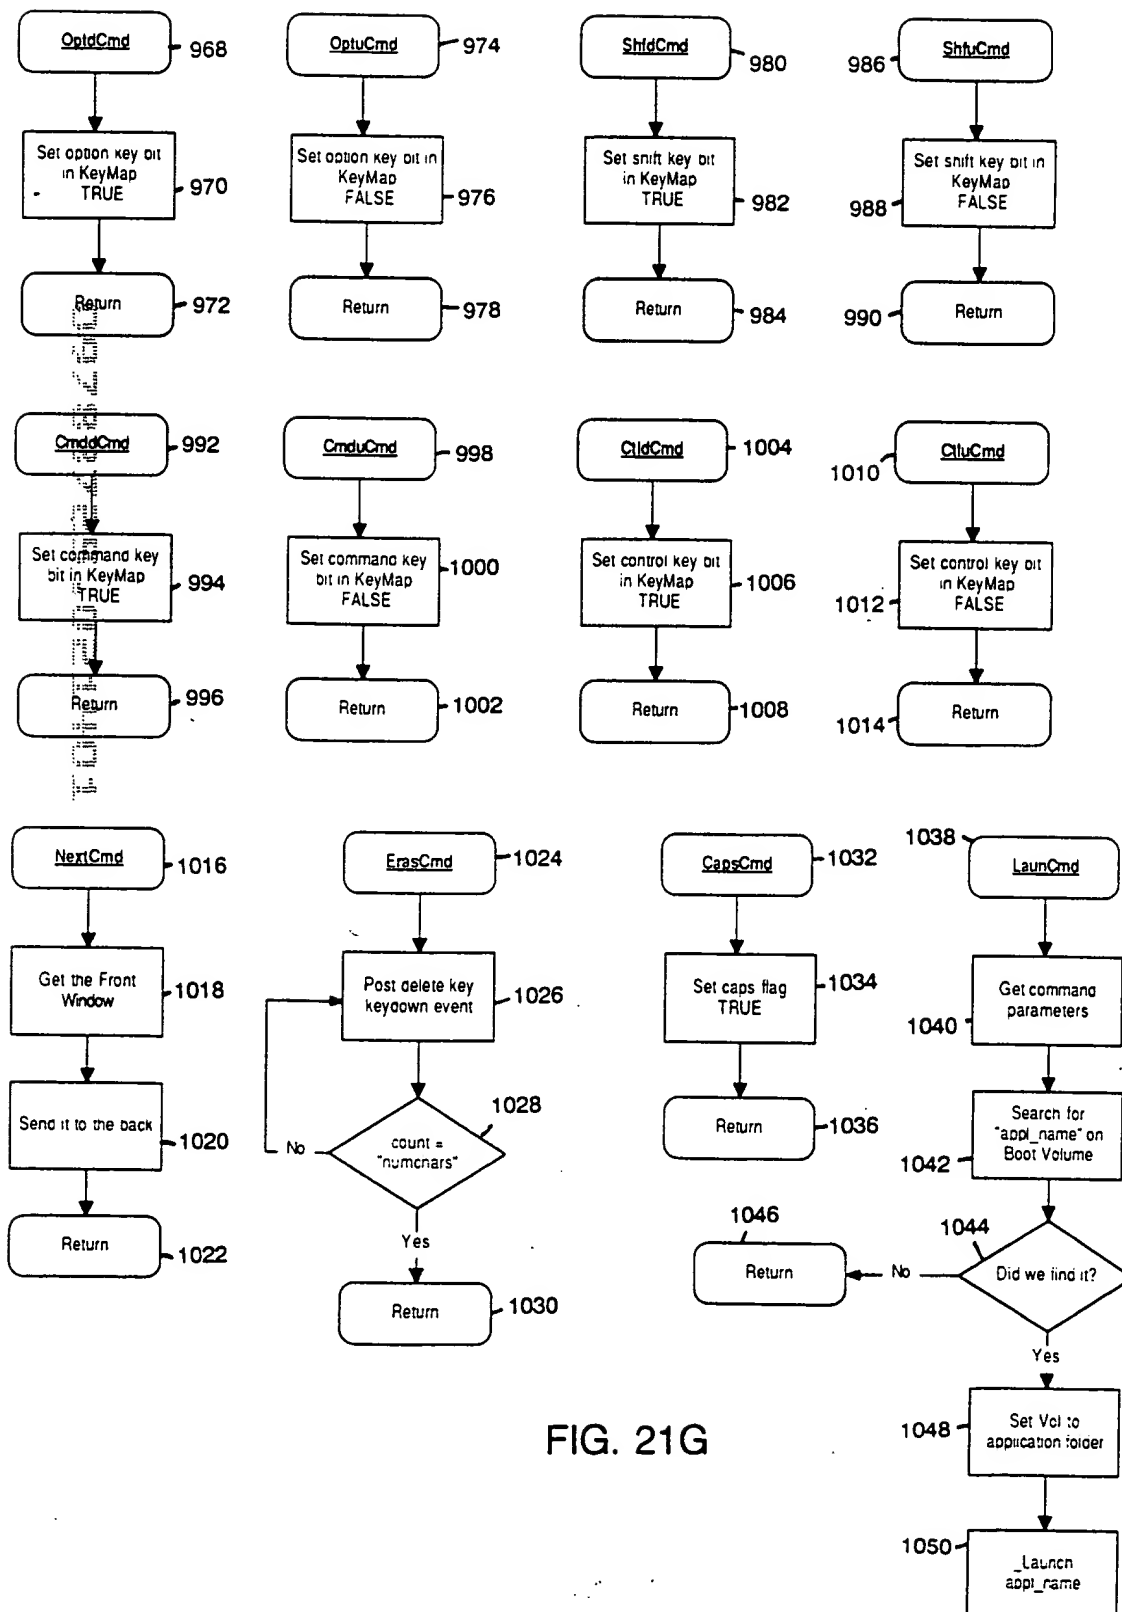 OptdCmd
968
Set option key bit
in KeyMap
TRUE
970
Return
972
OptuCmd
974
Set option key bit in
KeyMap
FALSE
976
Return
978
ShfdCmd
980
Set shift key bit
in KeyMap
TRUE
982
Return
984
ShfuCmd
986
Set shift key bit in
KeyMap
FALSE
988
Return
990
CmddCmd
992
Set command key
bit in KeyMap
TRUE
994
Return
996
CmduCmd
998
Set command key
bit in KeyMap
FALSE
1000
Return
1002
CtldCmd
1004
Set control key bit
in KeyMap
TRUE
1006
Return
1008
CtluCmd
1010
Set control key bit
in KeyMap
FALSE
1012
Return
1014
NextCmd
1016
Get the Front
Window
1018
Send it to the back
1020
Return
1022
ErasCmd
1024
Post delete key
keydown event
1026
count =
"numchars"
1028
No
Yes
Return
1030
CapsCmd
1032
Set caps flag
TRUE
1034
Return
1036
LaunCmd
1038
Get command
parameters
1040
Search for
"appl_name" on
Boot Volume
1042
Did we find it?
1044
No
Return
1046
Yes
Set Vol to
application folder
1048
_Launch
appl_name
1050
FIG. 21G